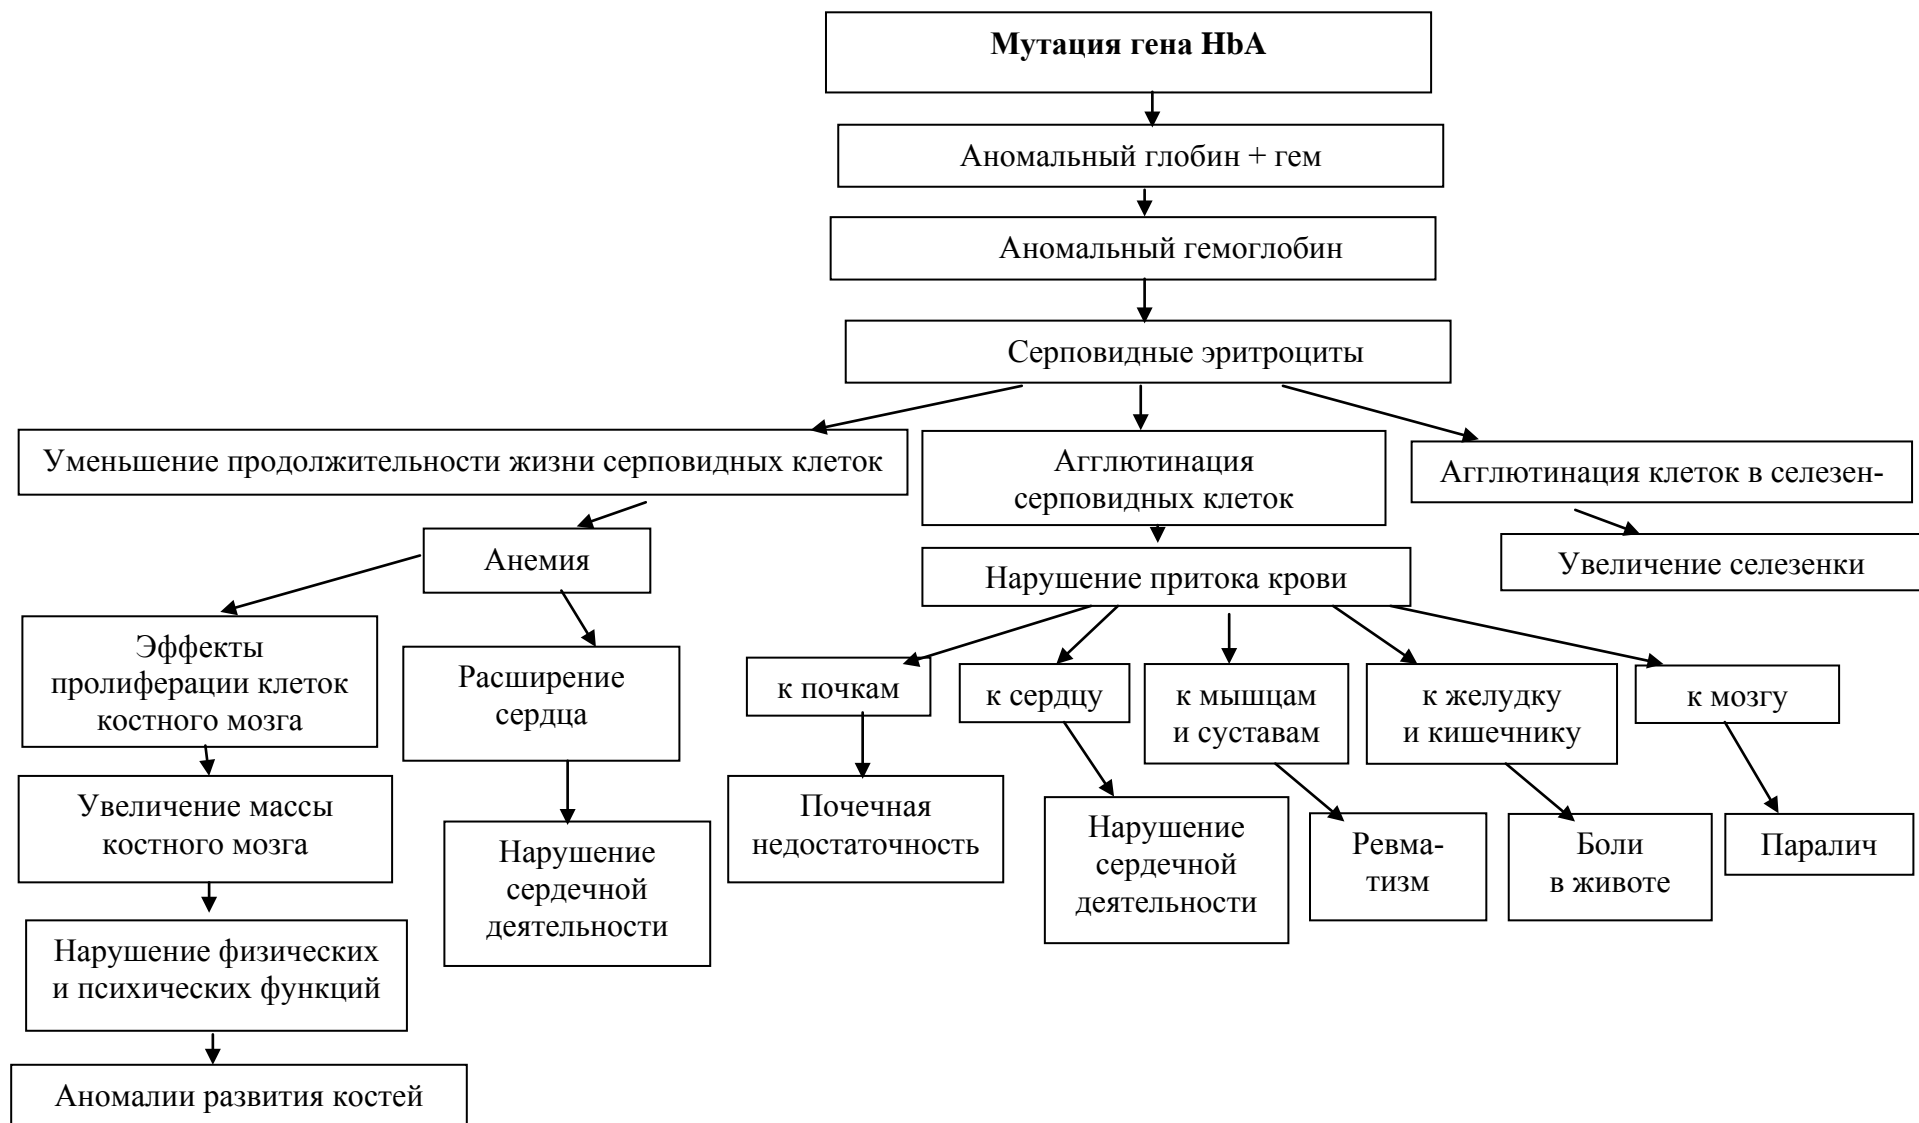 Мутация гена HbA
Аномальный глобин + гем
Аномальный гемоглобин
Серповидные эритроциты
Уменьшение продолжительности жизни серповидных клеток
Агглютинация
серповидных клеток
Агглютинация клеток в селезен-
Анемия
Нарушение притока крови
Увеличение селезенки
Эффекты
пролиферации клеток
костного мозга
Расширение
сердца
к почкам
к сердцу
к мышцам
и суставам
к желудку
и кишечнику
к мозгу
Увеличение массы
костного мозга
Нарушение
сердечной
деятельности
Почечная
недостаточность
Нарушение
сердечной
деятельности
Ревма-
тизм
Боли
в животе
Паралич
Нарушение физических
и психических функций
Аномалии развития костей